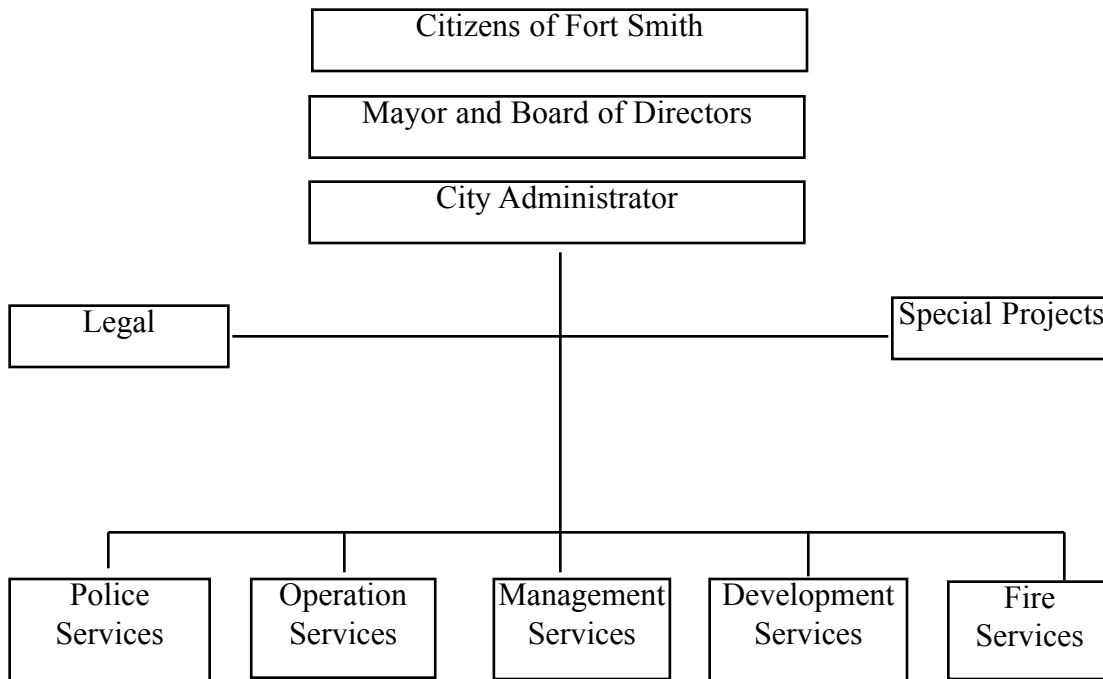 Citizens of Fort Smith
Mayor and Board of Directors
City Administrator
Legal
Special Projects
Police
Services
Operation
Services
Management
Services
Development
Services
Fire
Services